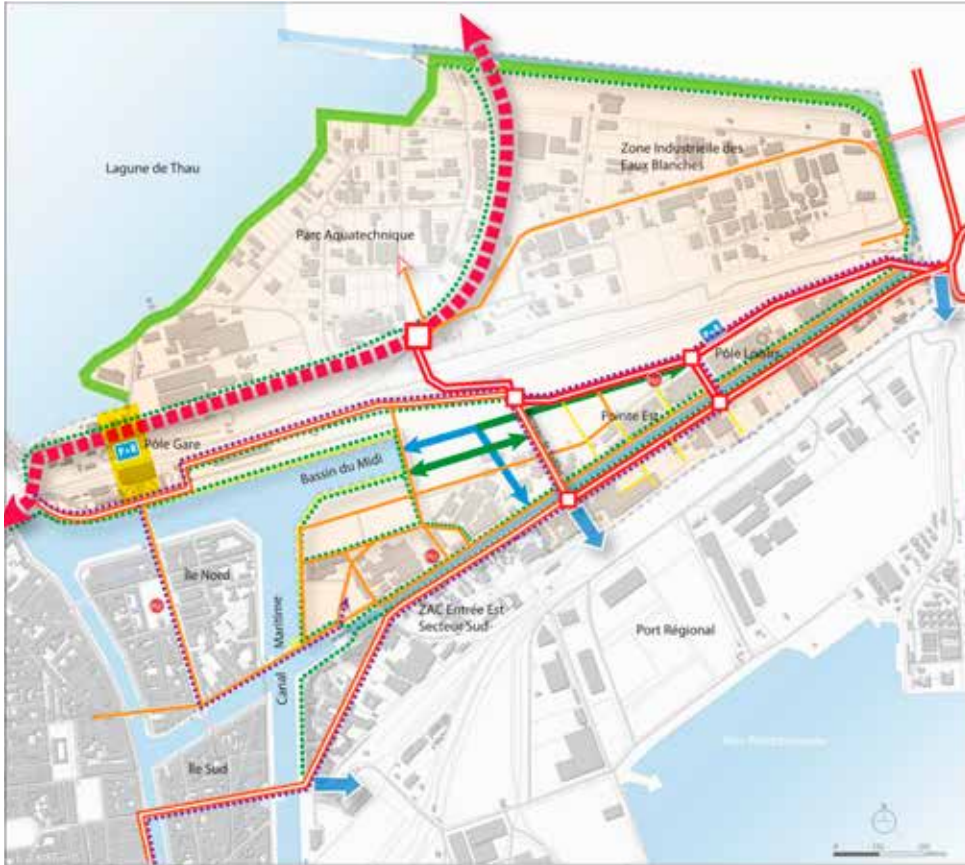 Lagune de Thau
Zone Industrielle des
Eaux Blanches
Parc Aquatechnique
P+R
Pôle Loisirs
Pôle Gare
P+R
Pointe Est
Bassin du Midi
Île Nord
ZAC Entrée Est
Secteur Sud
Port Régional
Canal Maritime
Île Sud